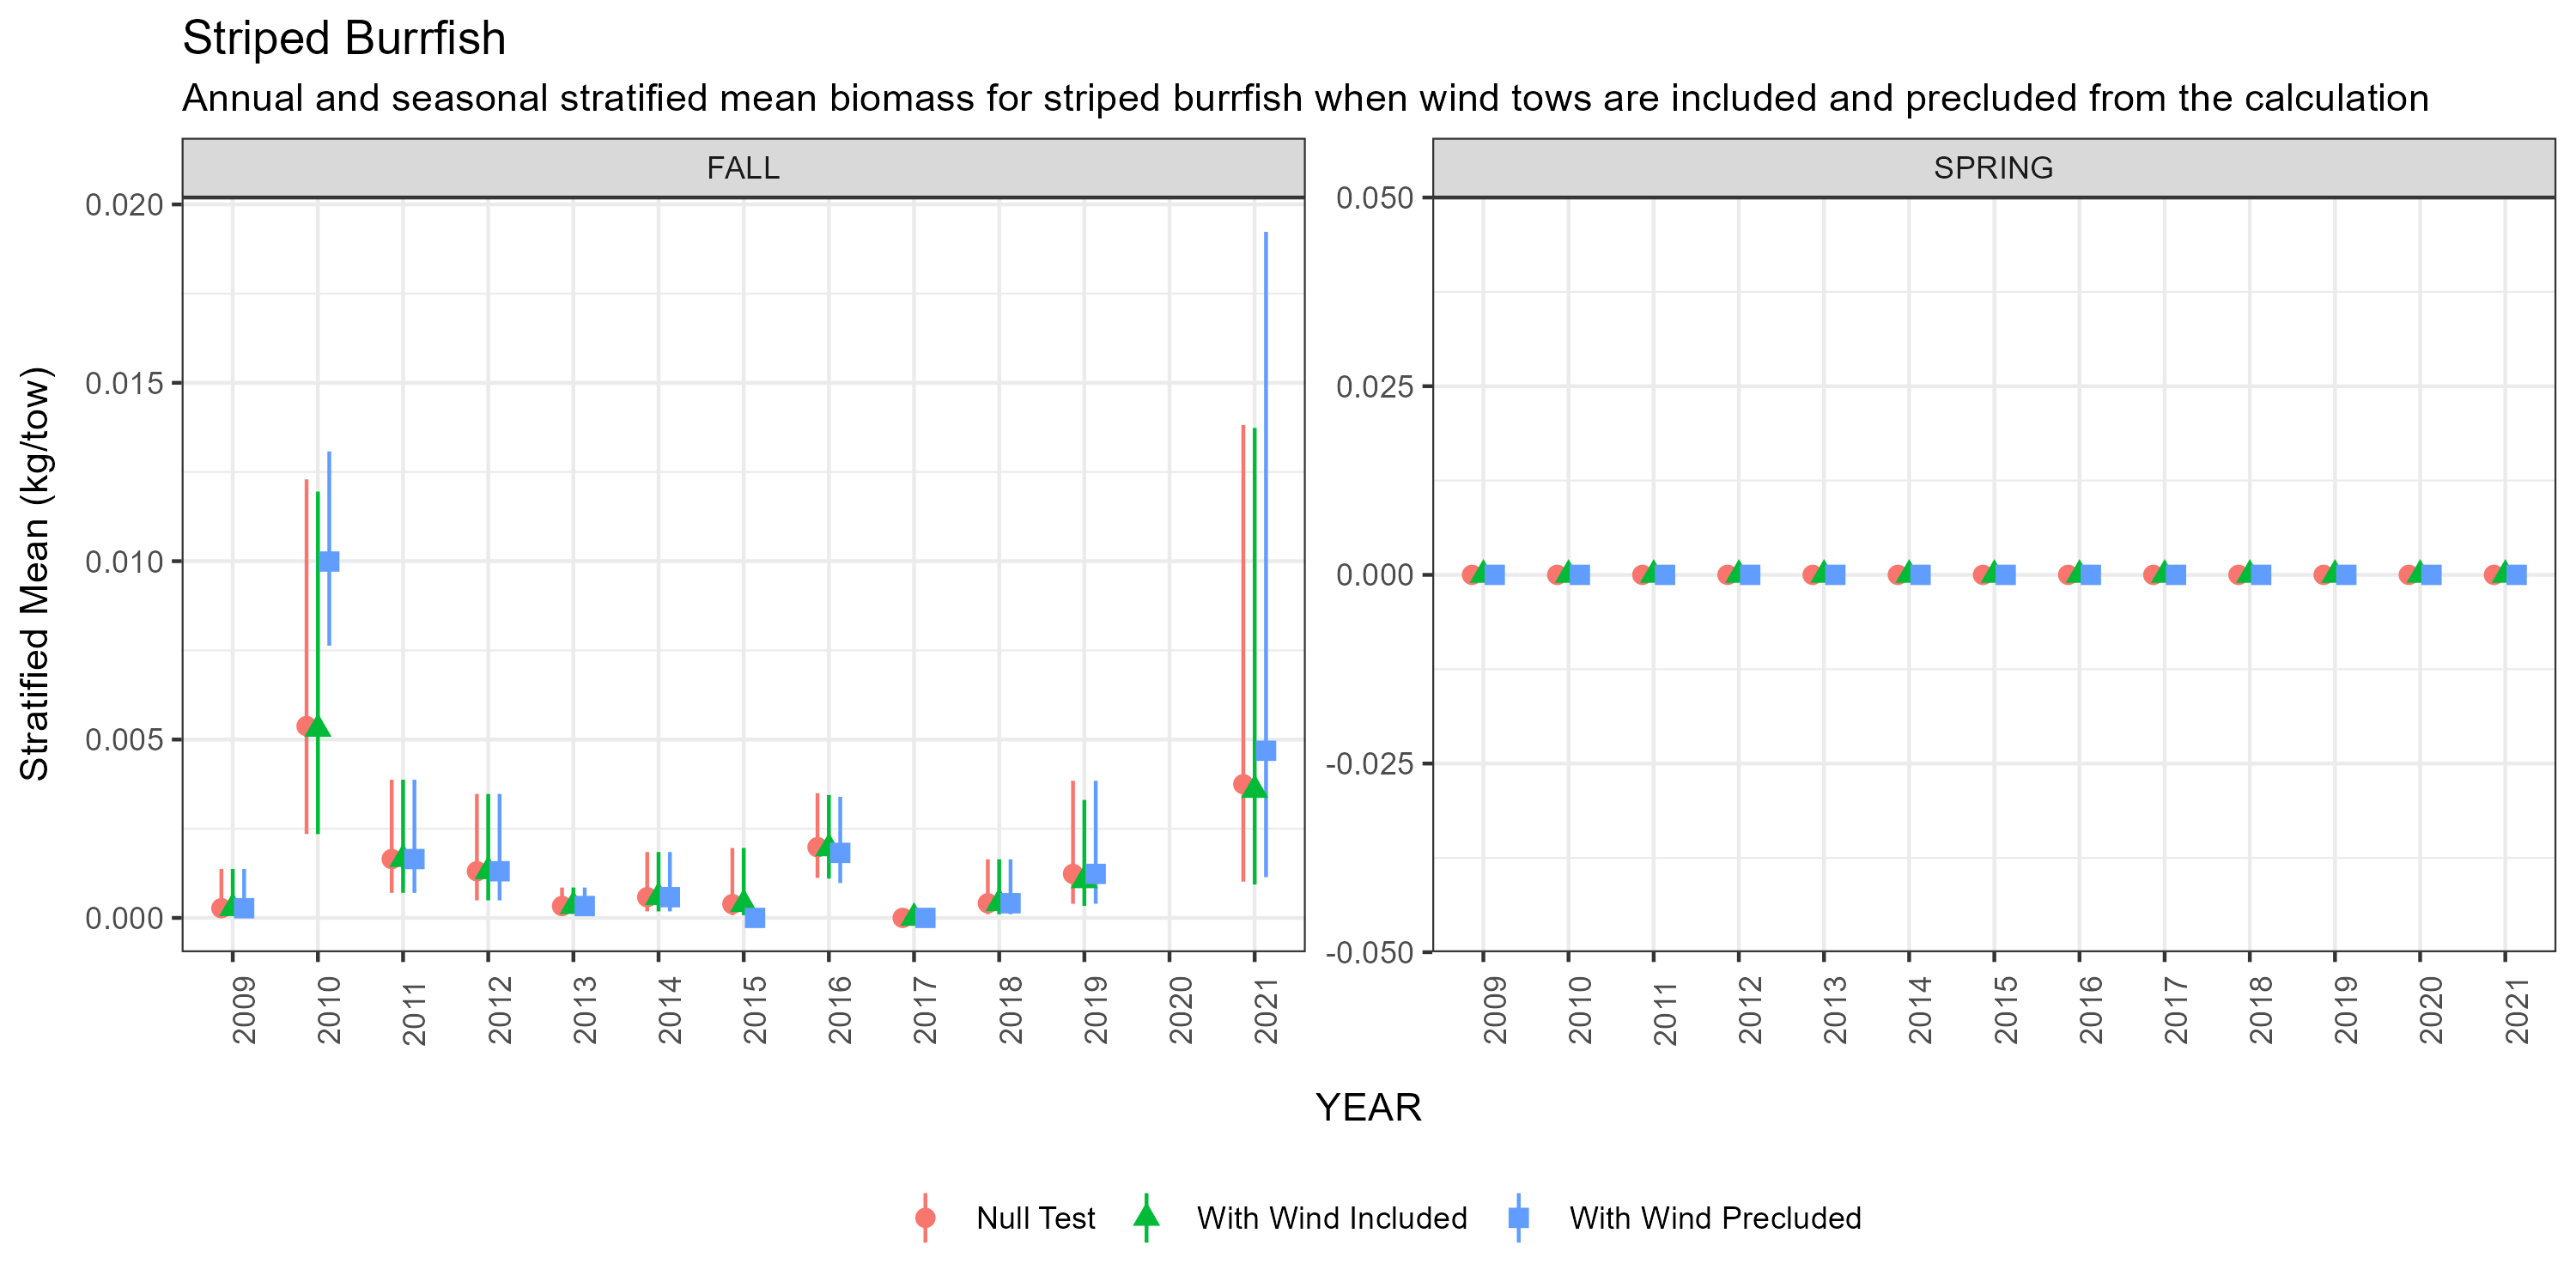 Striped Burrfish
Annual and seasonal stratified mean biomass for striped burrfish when wind tows are included and precluded from the calculation
FALL
SPRING
Stratified Mean (kg/tow)
0.020
0.015
0.010
0.005
0.000
0.050
0.025
0.000
-0.025
-0.050
2009 2010 2011 2012 2013 2014 2015 2016 2017 2018 2019 2020 2021
2009 2010 2011 2012 2013 2014 2015 2016 2017 2018 2019 2020 2021
YEAR
Null Test With Wind Included With Wind Precluded